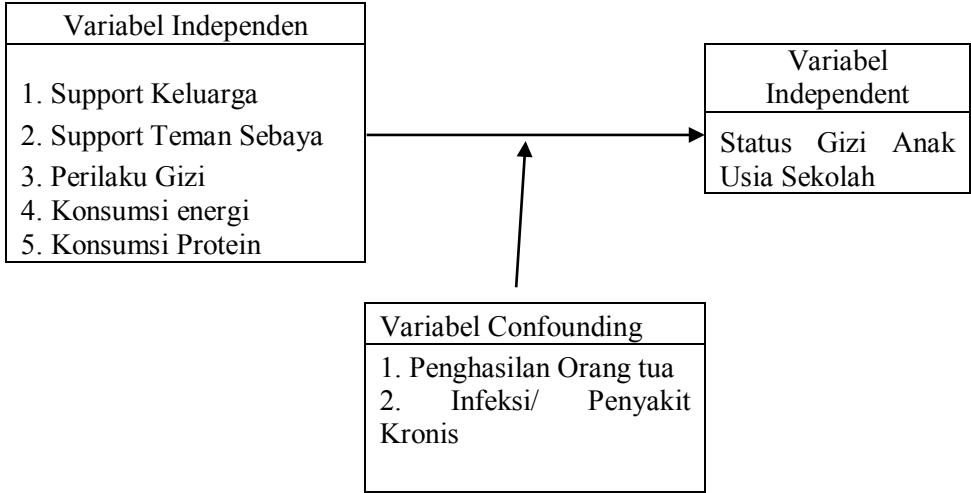 Variabel Independen
1. Support Keluarga
2. Support Teman Sebaya
3. Perilaku Gizi
4. Konsumsi energi
5. Konsumsi Protein
Variabel
Independent
Status Gizi Anak
Usia Sekolah
Variabel Confounding
1. Penghasilan Orang tua
2. Infeksi/ Penyakit
Kronis